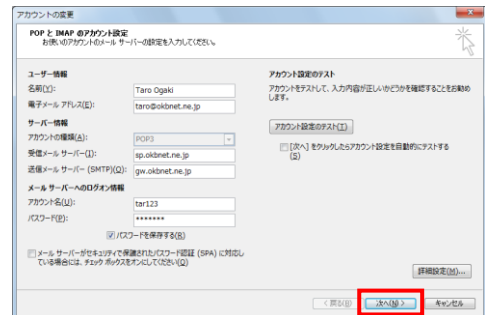 アカウントの変更
POP と IMAP のアカウント設定
お使いのアカウントのメール サーバーの設定を入力してください。
ユーザー情報
名前(Y):
Taro Ogaki
電子メール アドレス(E):
taro@okbnet.ne.jp
サーバー情報
アカウントの種類(A):
POP3
受信メール サーバー(I):
sp.okbnet.ne.jp
送信メール サーバー (SMTP)(O):
gw.okbnet.ne.jp
メール サーバーへのログオン情報
アカウント名(U):
tar123
パスワード(P):
*******
パスワードを保存する(R)
メール サーバーがセキュリティで保護されたパスワード認証 (SPA) に対応し
ている場合には、チェック ボックスをオンにしてください(Q)
アカウント設定のテスト
アカウントをテストして、入力内容が正しいかどうかを確認することをお勧め
します。
アカウント設定のテスト(T)
[次へ] をクリックしたらアカウント設定を自動的にテストする
(S)
詳細設定(M)...
< 戻る(B)
次へ(N) >
キャンセル